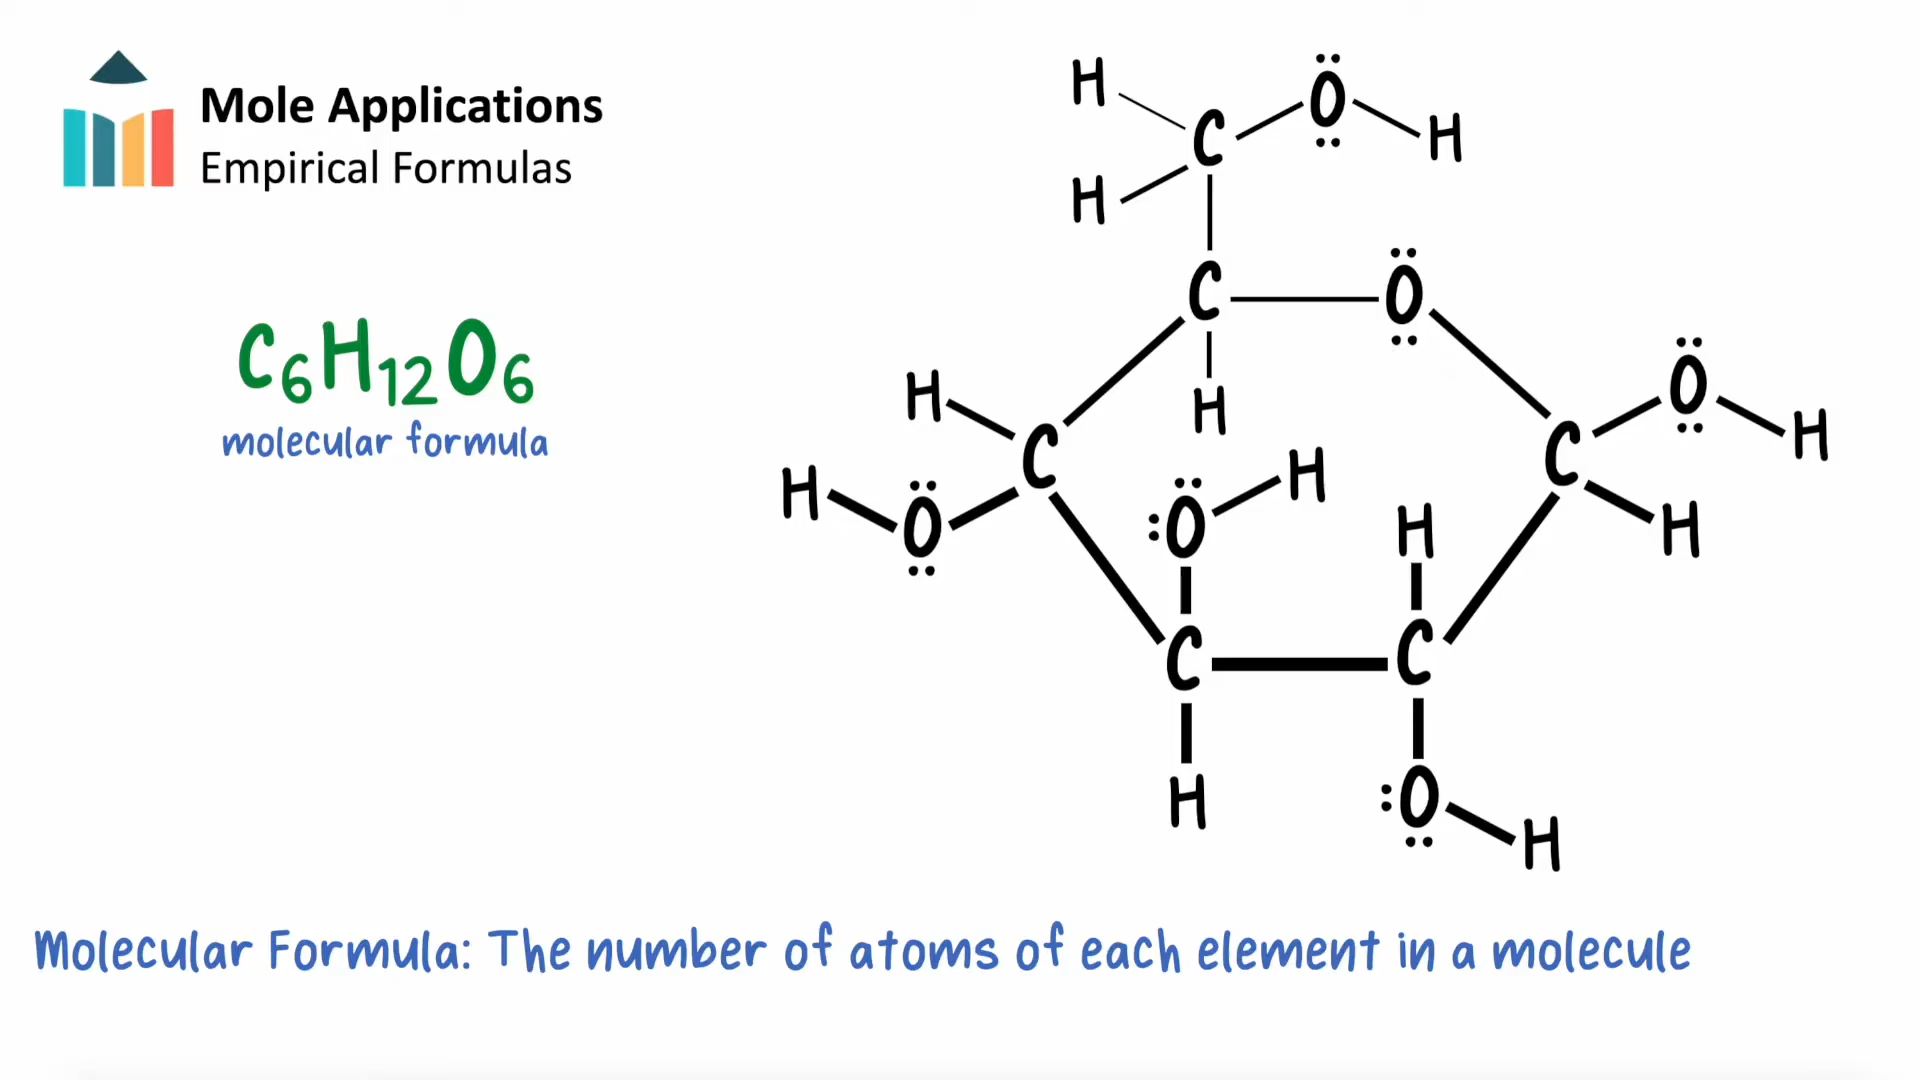 Mole Applications
Empirical Formulas
C₆H₁₂O₆
molecular formula
H
C
O
H
H
C
O
H
H
C
O
H
C
H
O
H
O
H
H
C
H
C
C
H
O
H
Molecular Formula: The number of atoms of each element in a molecule